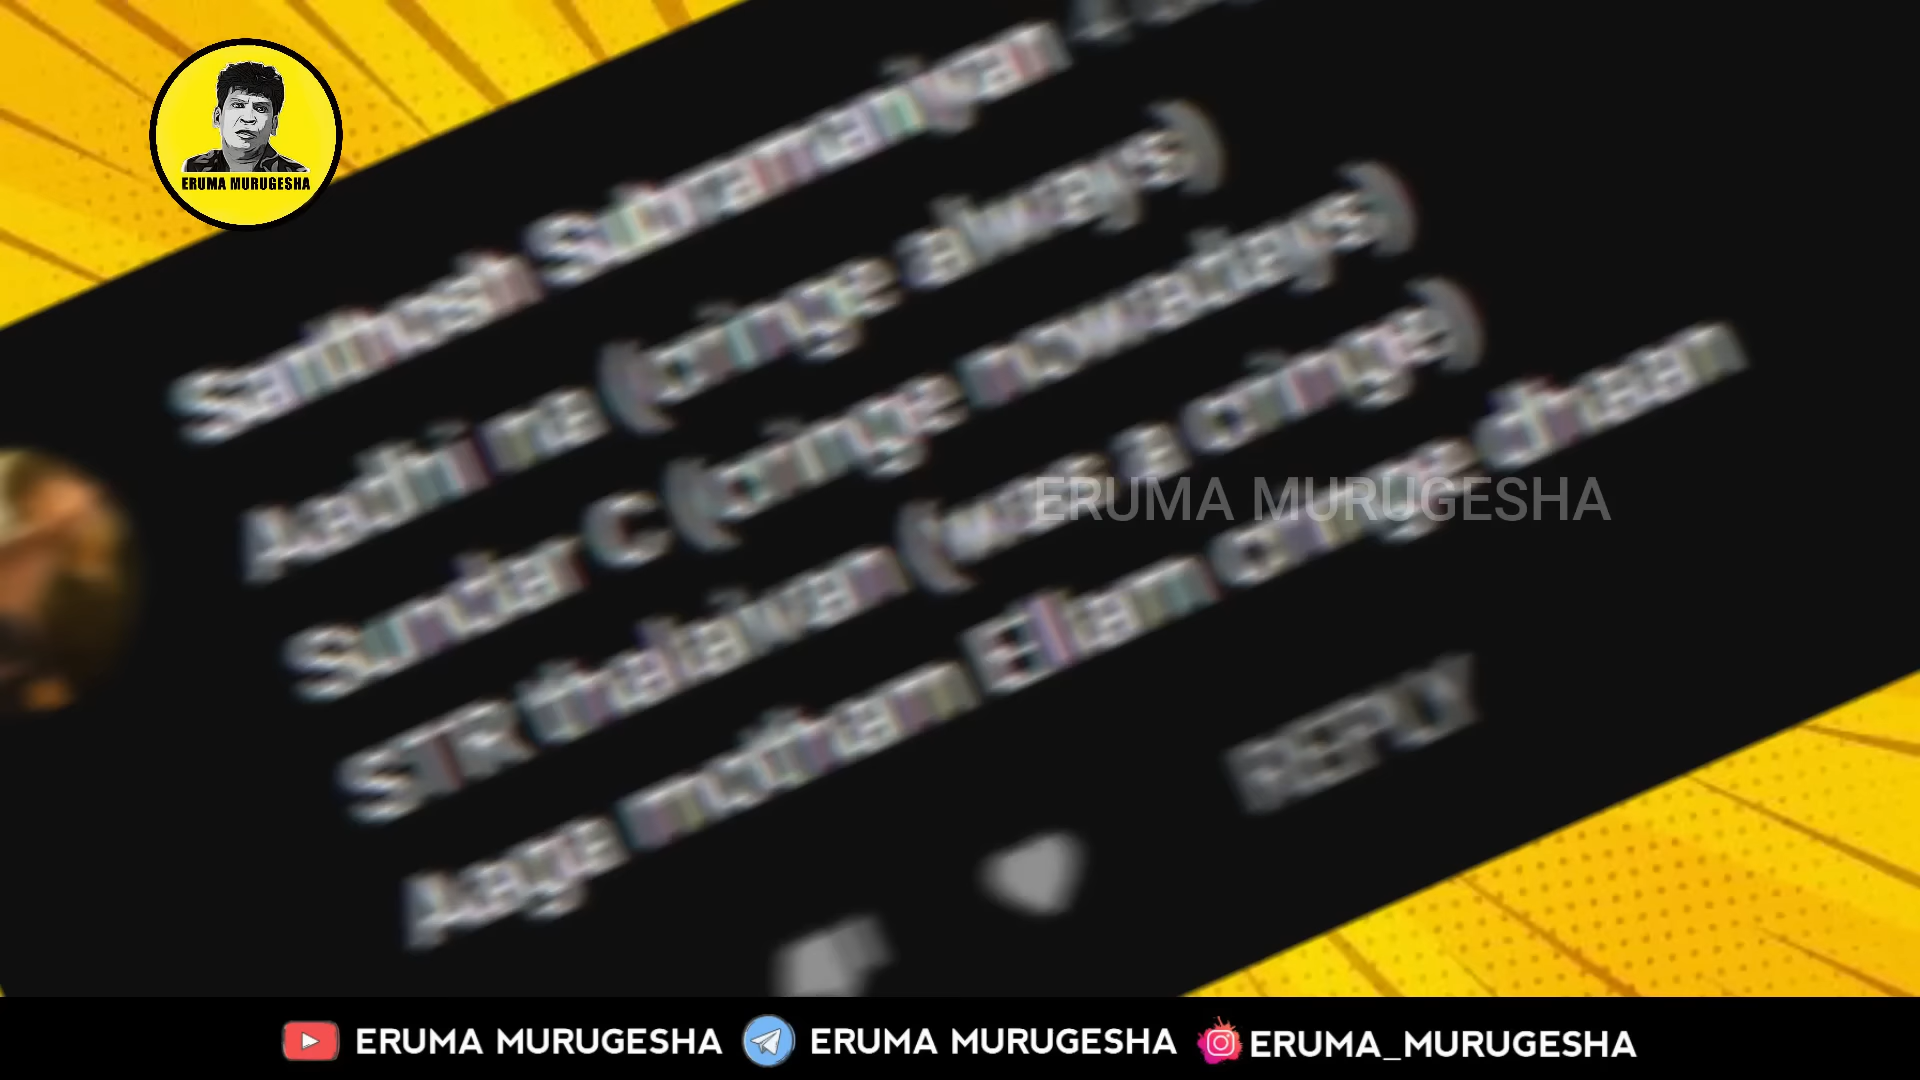 ERUMA MURUGESHA
Santhosh Subramaniyan
Aadhi na (cringe always)
Sundar C (cringe nowadays)
STR thalaivan (was a cringe)
Aaga motham Ellam cringe dhaan
ERUMA MURUGESHA
REPLY
ERUMA MURUGESHA ERUMA MURUGESHA ERUMA_MURUGESHA